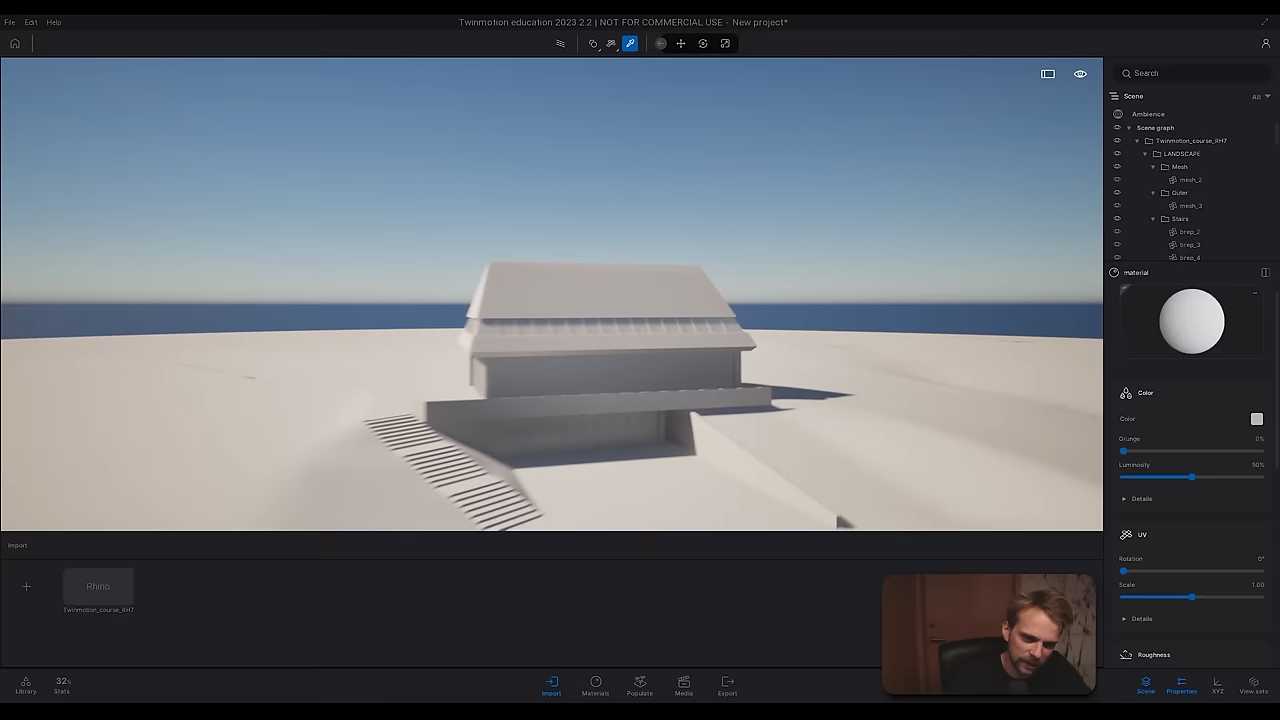 Twinmotion education 2023.2.2 | NOT FOR COMMERCIAL USE - New project*
File Edit Help
Search
Scene All
Ambience
Scene graph
Twinmotion_course_RH7
LANDSCAPE
Mesh
mesh_2
Outer
mesh_3
Stairs
brep_2
brep_3
brep_4
material
Color
Color
Grunge 0%
Luminosity 50%
Details
UV
Rotation 0°
Scale 1.00
Details
Roughness
Import
Rhino
Twinmotion_course_RH7
32%
Library Stats Import Materials Populate Media Export Scene Properties XYZ View sets